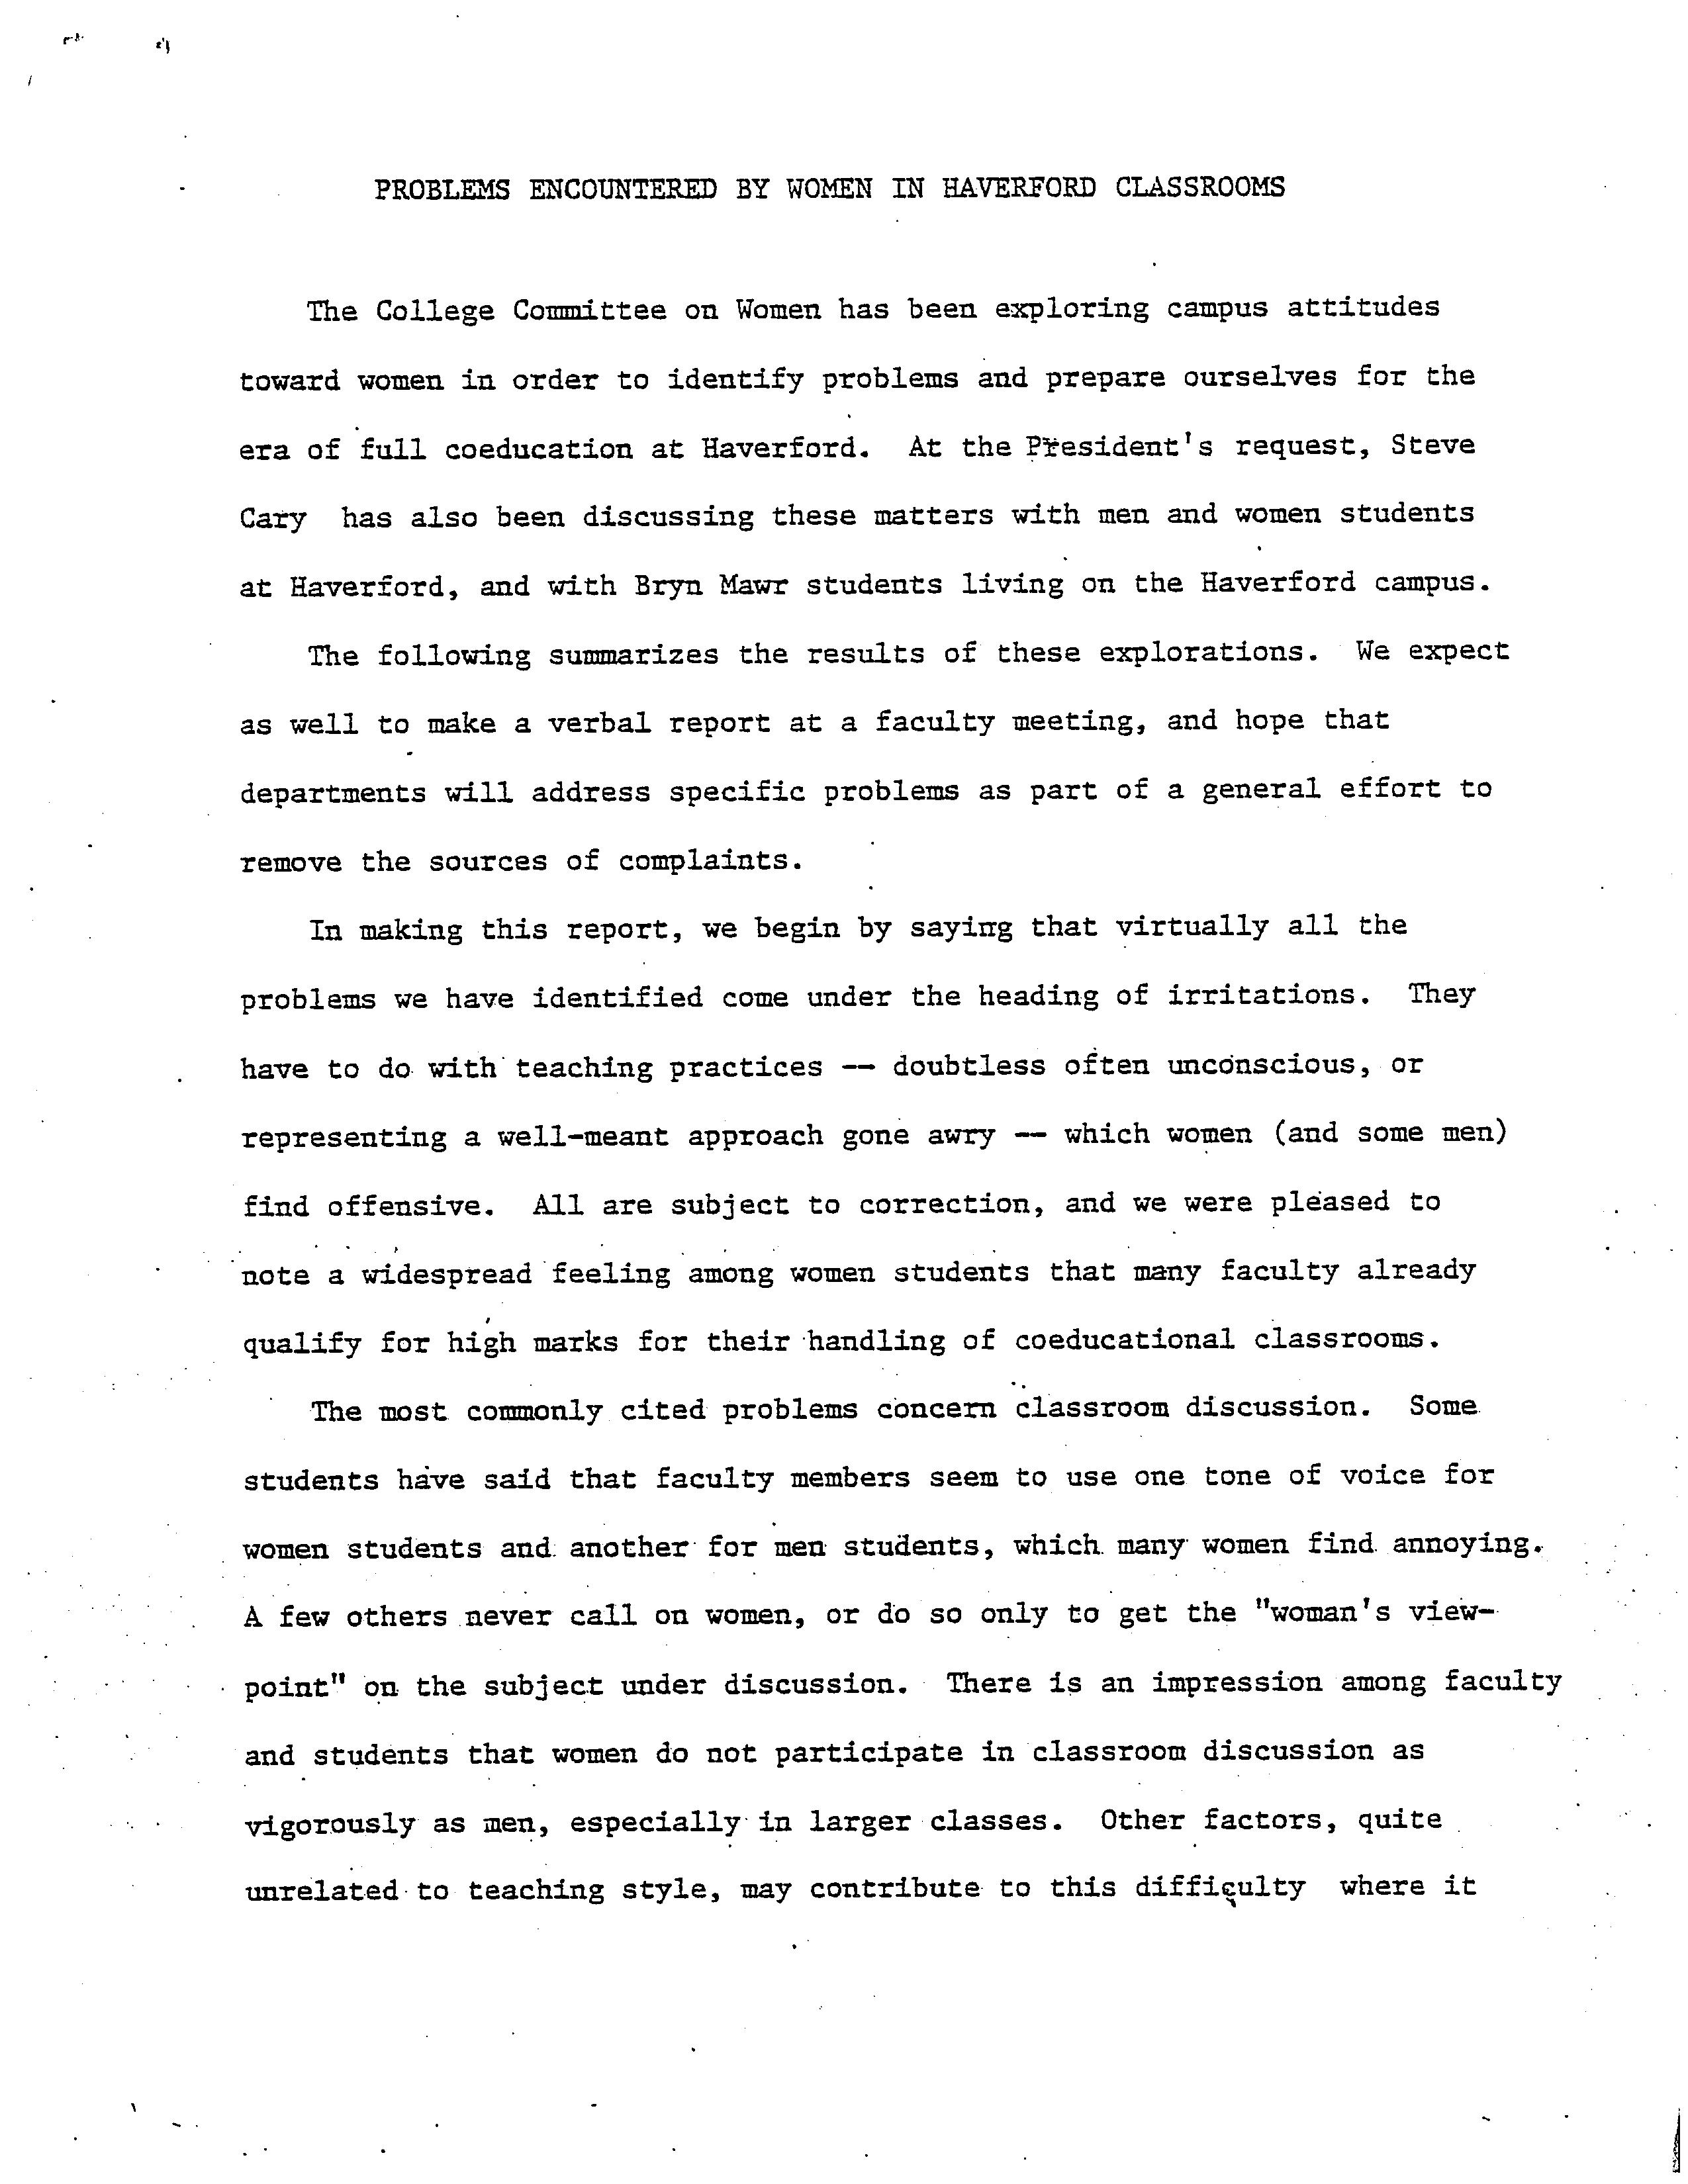 PROBLEMS ENCOUNTERED BY WOMEN IN HAVERFORD CLASSROOMS
The College Committee on Women has been exploring campus attitudes
toward women in order to identify problems and prepare ourselves for the
era of full coeducation at Haverford. At the President's request, Steve
Cary has also been discussing these matters with men and women students
at Haverford, and with Bryn Mawr students living on the Haverford campus.
The following summarizes the results of these explorations. We expect
as well to make a verbal report at a faculty meeting, and hope that
departments will address specific problems as part of a general effort to
remove the sources of complaints.
In making this report, we begin by saying that virtually all the
problems we have identified come under the heading of irritations. They
have to do with teaching practices -- doubtless often unconscious, or
representing a well-meant approach gone awry -- which women (and some men)
find offensive. All are subject to correction, and we were pleased to
note a widespread feeling among women students that many faculty already
qualify for high marks for their handling of coeducational classrooms.
The most commonly cited problems concern classroom discussion. Some
students have said that faculty members seem to use one tone of voice for
women students and another for men students, which many women find annoying.
A few others never call on women, or do so only to get the "woman's view-
point" on the subject under discussion. There is an impression among faculty
and students that women do not participate in classroom discussion as
vigorously as men, especially in larger classes. Other factors, quite
unrelated to teaching style, may contribute to this difficulty where it